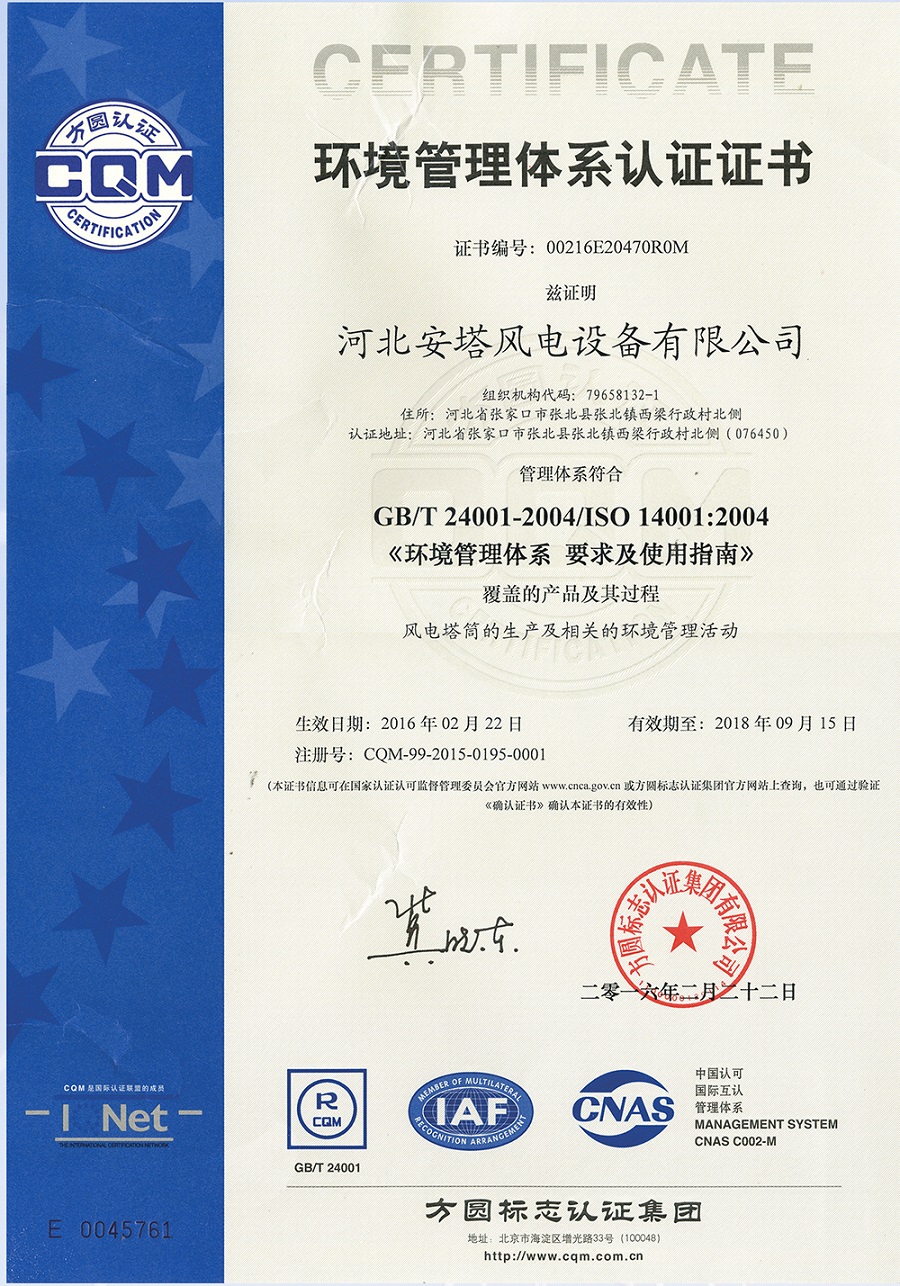 CERTIFICATE
方圆认证
CQM
CERTIFICATION
环境管理体系认证证书
证书编号：00216E20470R0M
兹证明
河北安塔风电设备有限公司
组织机构代码：79658132-1
住所：河北省张家口市张北县张北镇西梁行政村北侧
认证地址：河北省张家口市张北县张北镇西梁行政村北侧（076450）
管理体系符合
GB/T 24001-2004/ISO 14001:2004
《环境管理体系 要求及使用指南》
覆盖的产品及其过程
风电塔筒的生产及相关的环境管理活动
生效日期：2016 年 02 月 22 日 有效期至：2018 年 09 月 15 日
注册号：CQM-99-2015-0195-0001
（本证书信息可在国家认证认可监督管理委员会官方网站 www.cnca.gov.cn 或方圆标志认证集团官方网站上查询，也可通过验证
《确认证书》确认本证书的有效性）
方圆标志认证集团有限公司
二零一六年二月二十二日
CQM 是国际认证联盟的成员
I Net
THE INTERNATIONAL CERTIFICATION NETWORK
R
CQM
GB/T 24001
MEMBER OF MULTILATERAL
IAF
RECOGNITION ARRANGEMENT
CNAS
中国认可
国际互认
管理体系
MANAGEMENT SYSTEM
CNAS C002-M
E 0045761
方圆标志认证集团
地址：北京市海淀区增光路33号（100048）
http://www.cqm.com.cn